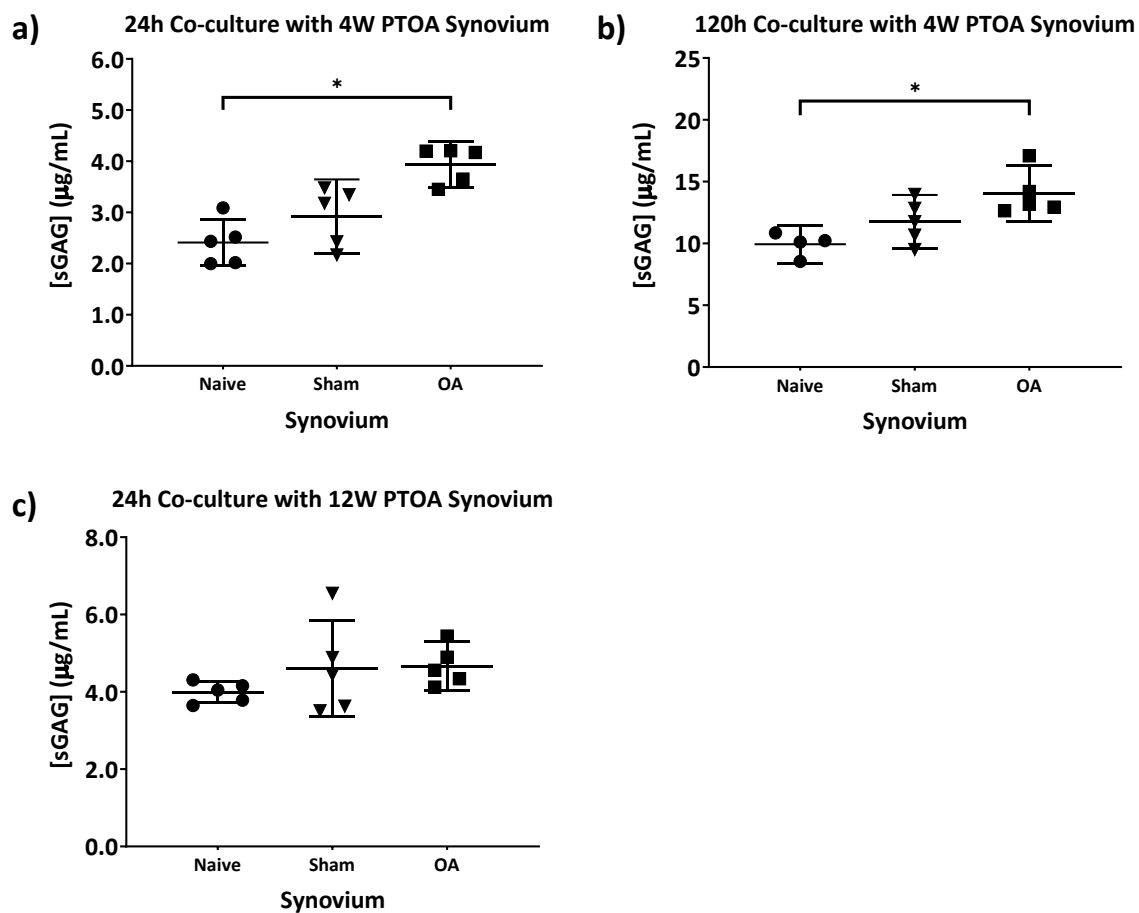 a)
24h Co-culture with 4W PTOA Synovium
[sGAG] (μg/mL)
6.0
5.0
4.0
3.0
2.0
1.0
0.0
*
Naive Sham OA
Synovium
b)
120h Co-culture with 4W PTOA Synovium
[sGAG] (μg/mL)
25
20
15
10
5
0
*
Naive Sham OA
Synovium
c)
24h Co-culture with 12W PTOA Synovium
[sGAG] (μg/mL)
8.0
6.0
4.0
2.0
0.0
Naive Sham OA
Synovium